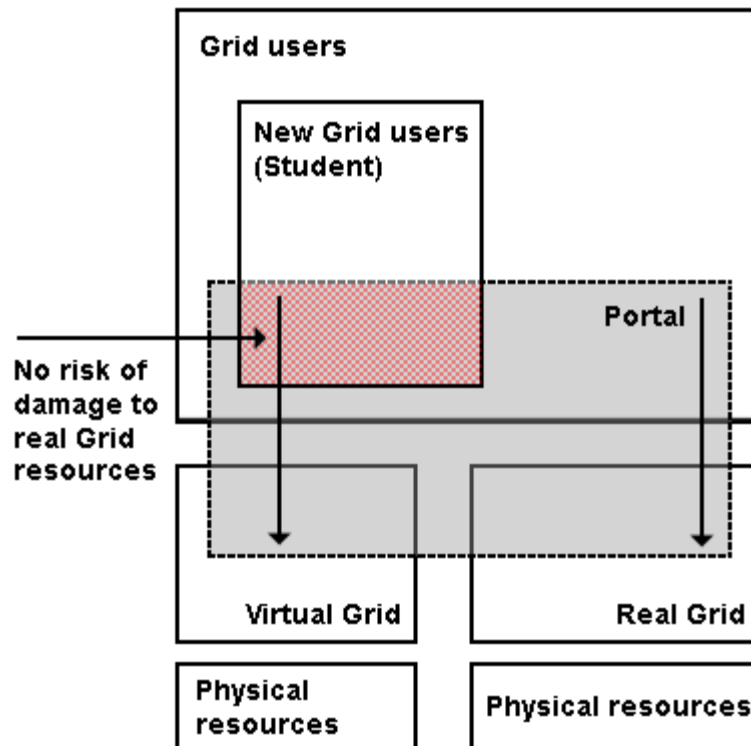 Grid users
New Grid users
(Student)
Portal
No risk of
damage to
real Grid
resources
Virtual Grid
Real Grid
Physical
resources
Physical resources